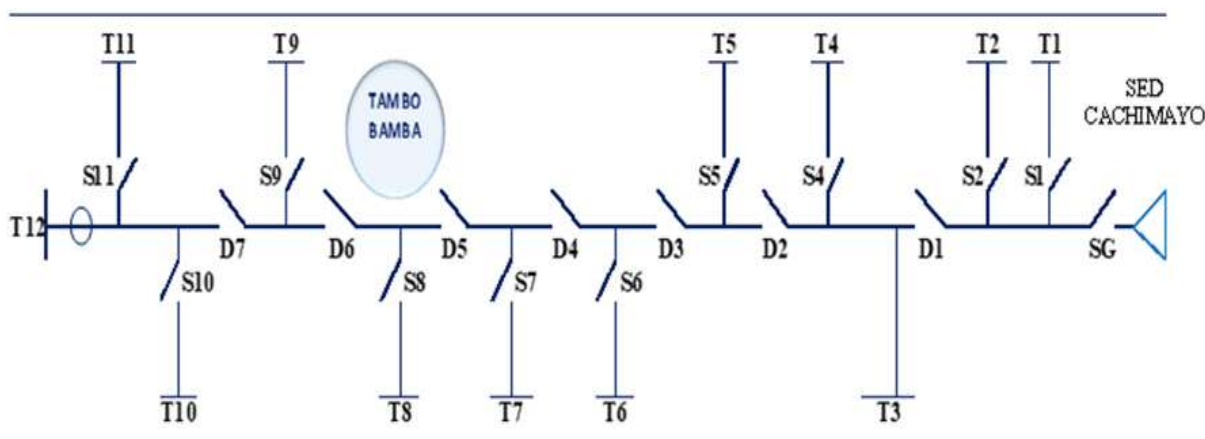 T11 T9 T5 T4 T2 T1
TAMBO
BAMBA
SED
CACHIMAYO
S11 S9 S5 S4 S2 S1
T12
D7 D6 D5 D4 D3 D2 D1 SG
S10 S8 S7 S6
T10 T8 T7 T6 T3